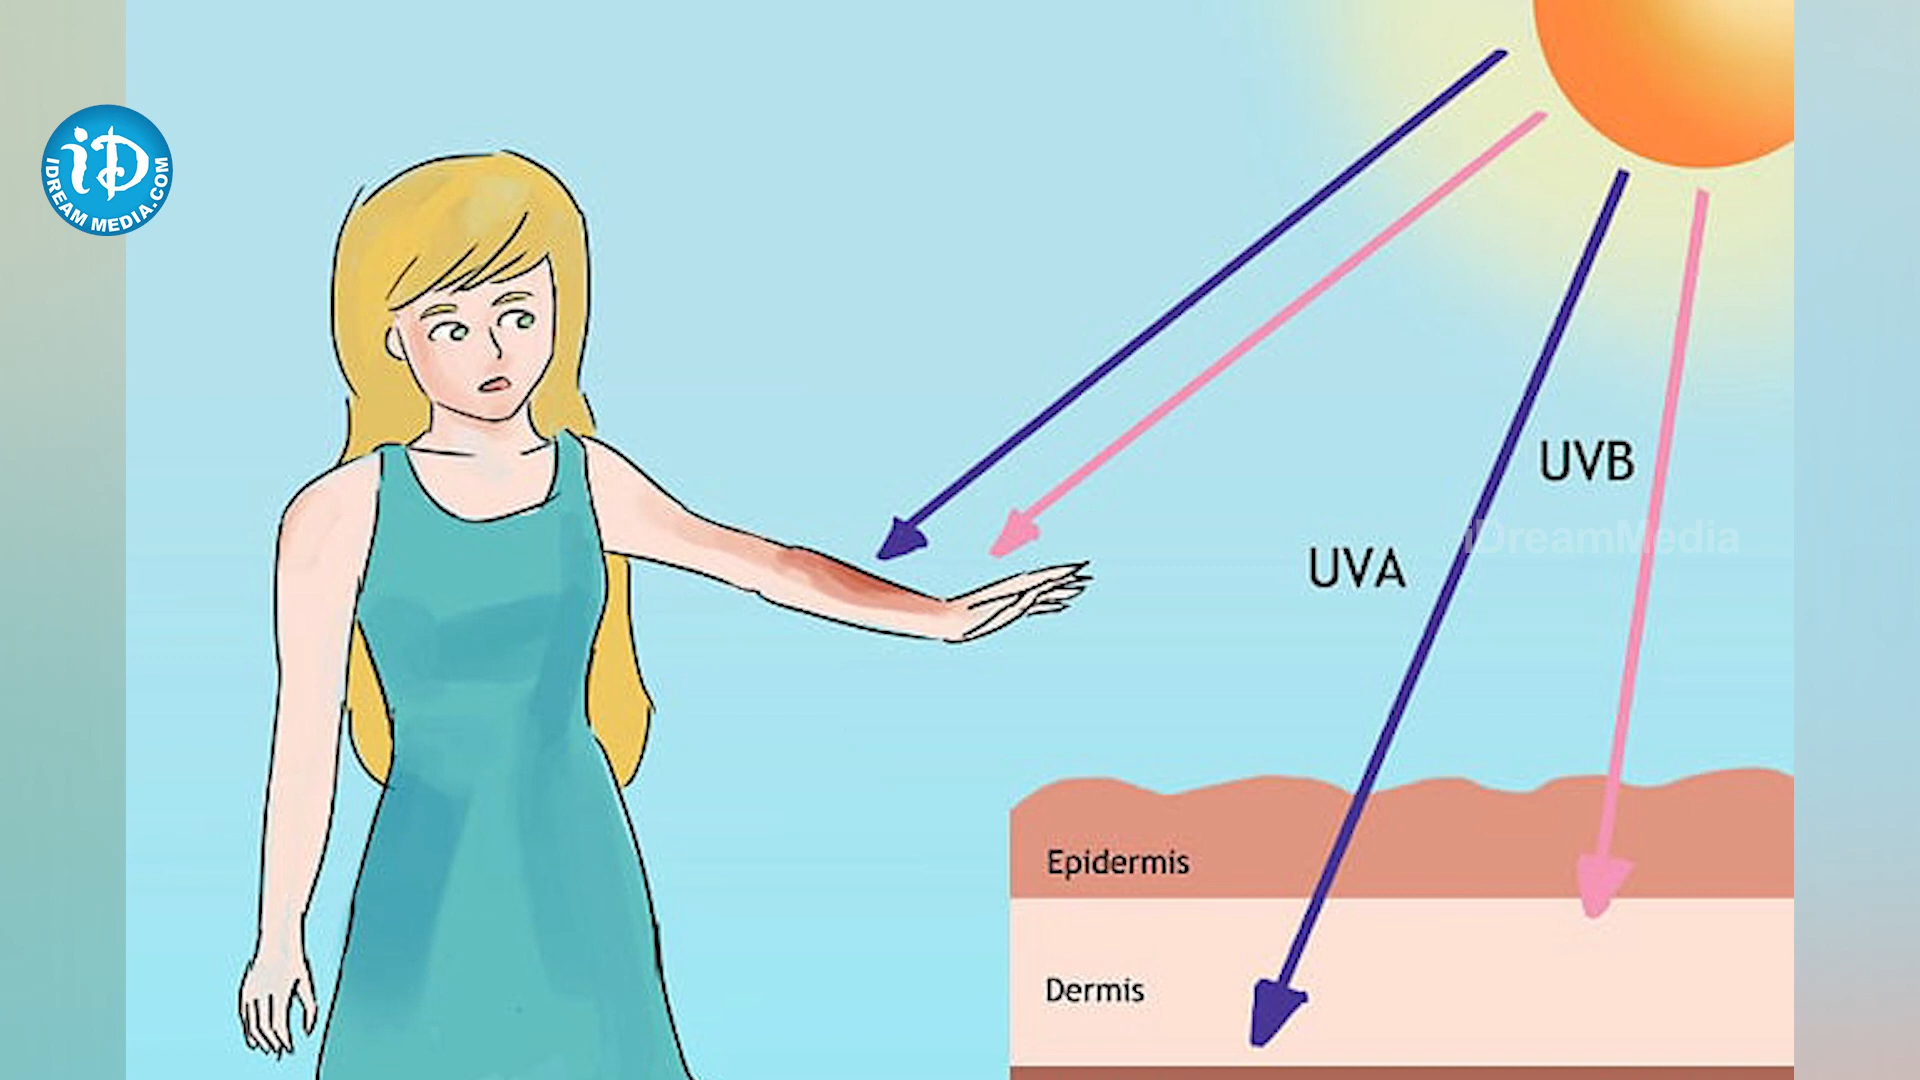 iD
IDREAM MEDIA.COM
UVB
iDreamMedia
UVA
Epidermis
Dermis